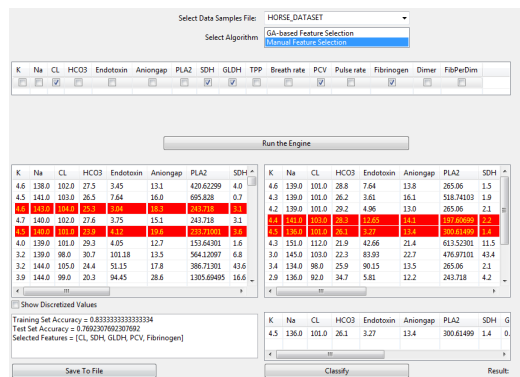 Select Data Samples File: HORSE_DATASET
Select Algorithm GA-based Feature Selection
Manual Feature Selection
K Na CL HCO3 Endotoxin Aniongap PLA2 SDH GLDH TPP Breath rate PCV Pulse rate Fibrinogen Dimer FibPerDim
Run the Engine
K Na CL HCO3 Endotoxin Aniongap PLA2 SDH
4.6 138.0 102.0 27.5 3.45 13.1 420.62299 4.0
4.5 141.0 103.0 26.5 7.64 16.0 695.828 0.7
4.6 143.0 104.0 25.3 3.04 18.3 243.718 3.1
4.7 140.0 102.0 27.6 3.75 15.1 243.718 3.1
4.5 140.0 101.0 23.9 4.12 19.6 233.71001 3.6
4.0 139.0 101.0 29.3 4.05 12.7 153.64301 1.6
3.2 139.0 98.0 30.7 101.18 13.5 564.12097 6.8
3.2 144.0 105.0 24.4 51.15 17.8 386.71301 43.6
3.9 144.0 99.0 20.3 94.45 28.6 1305.69495 16.6
K Na CL HCO3 Endotoxin Aniongap PLA2 SDH
4.6 139.0 101.0 28.8 7.64 13.8 265.06 1.5
4.3 139.0 101.0 26.2 3.61 16.1 518.74103 1.9
4.2 139.0 101.0 29.2 4.96 13.0 265.06 2.1
4.4 141.0 103.0 28.3 12.65 14.1 197.60699 2.2
4.5 136.0 101.0 26.1 3.27 13.4 300.61499 1.4
4.3 151.0 112.0 21.9 42.66 21.4 613.52301 11.5
3.0 145.0 103.0 22.3 83.93 22.7 476.97101 43.4
3.4 134.0 98.0 25.9 90.15 13.5 265.06 2.1
2.9 136.0 92.0 34.7 5.81 12.2 243.718 4.2
Show Discretized Values
Training Set Accuracy = 0.8333333333333334
Test Set Accuracy = 0.7692307692307692
Selected Features = [CL, SDH, GLDH, PCV, Fibrinogen]
K Na CL HCO3 Endotoxin Aniongap PLA2 SDH G
4.5 136.0 101.0 26.1 3.27 13.4 300.61499 1.4 0.
Save To File
Classify
Result: